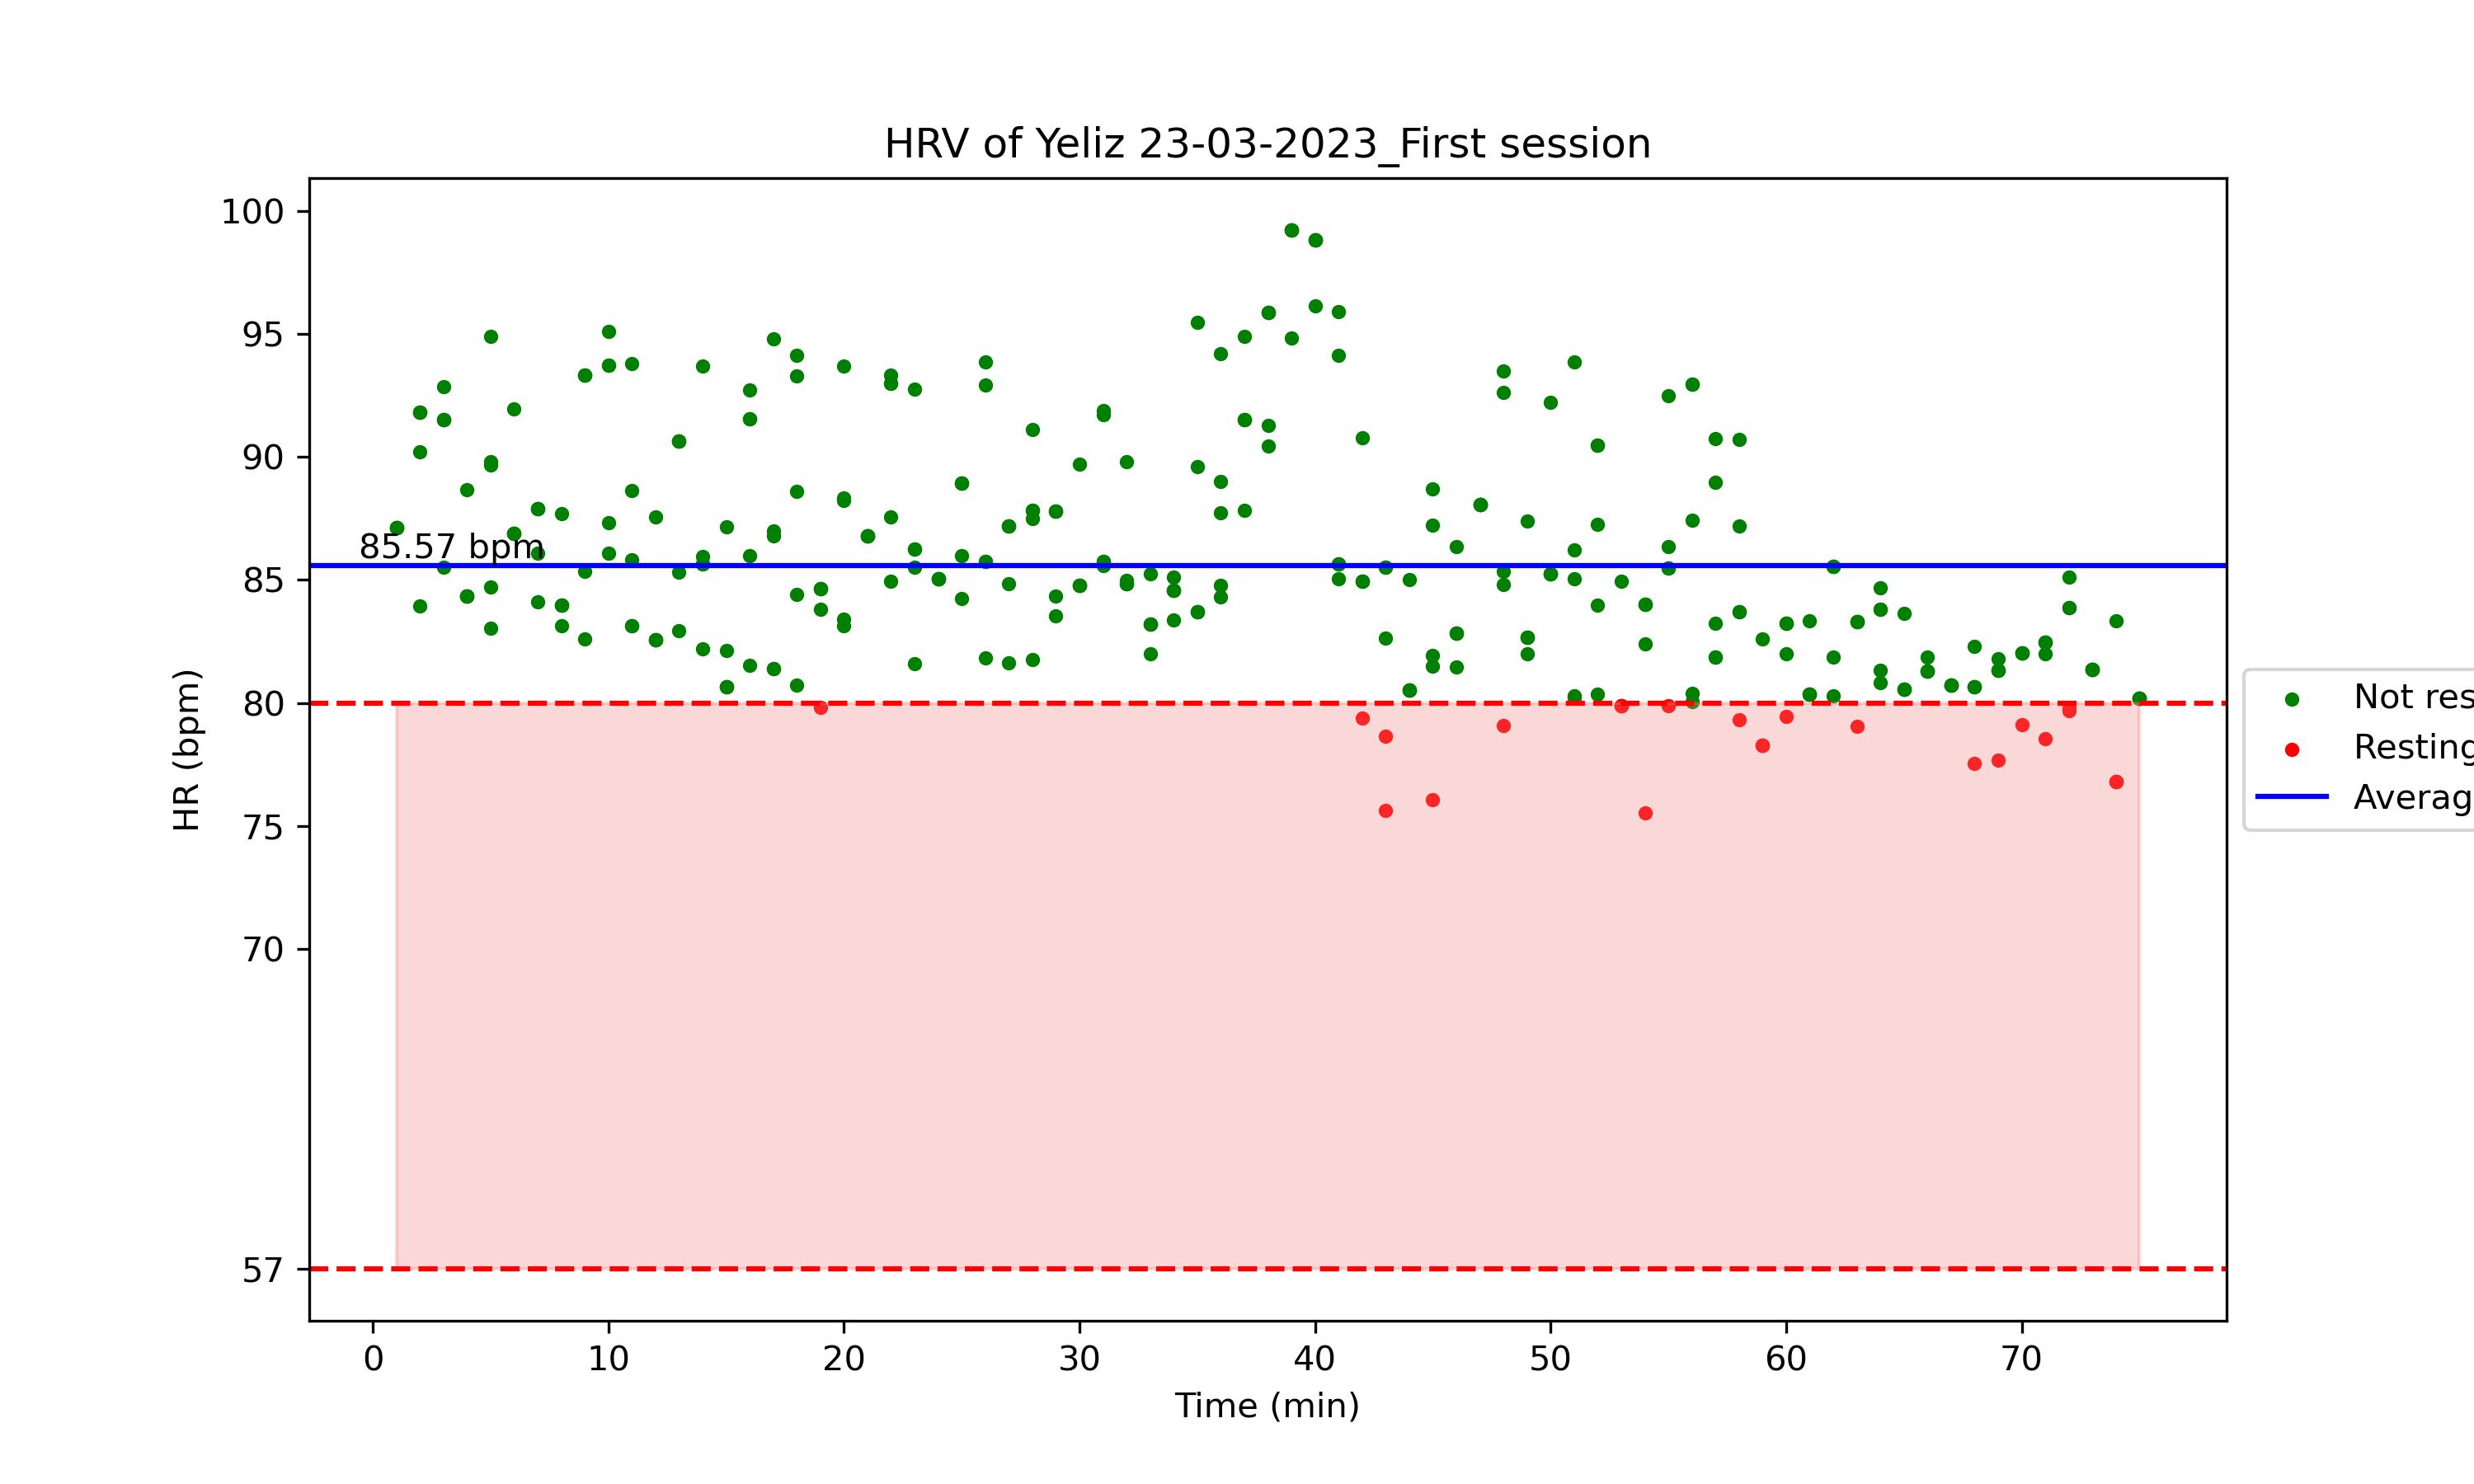 HRV of Yeliz 23-03-2023_First session
100
95
90
85.57 bpm
85
80
75
70
57
HR (bpm)
Not res
Resting
Averag
0 10 20 30 40 50 60 70
Time (min)